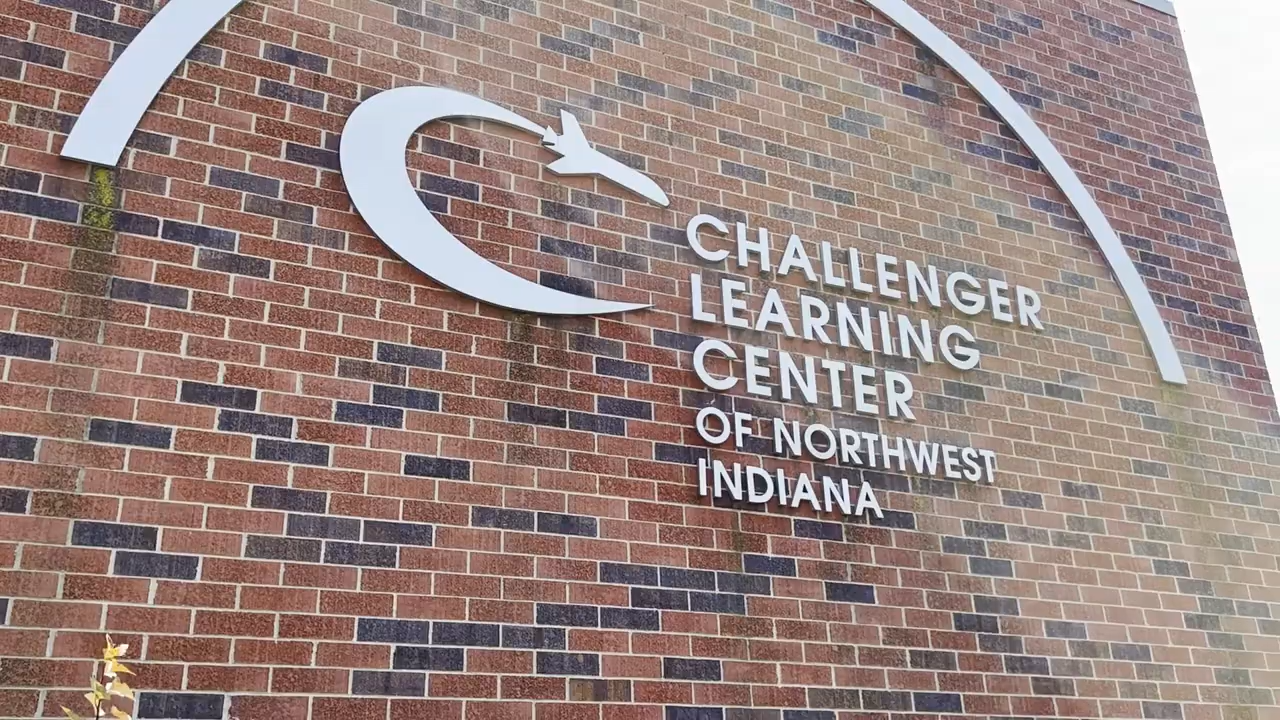 CHALLENGER
LEARNING
CENTER
OF NORTHWEST
INDIANA